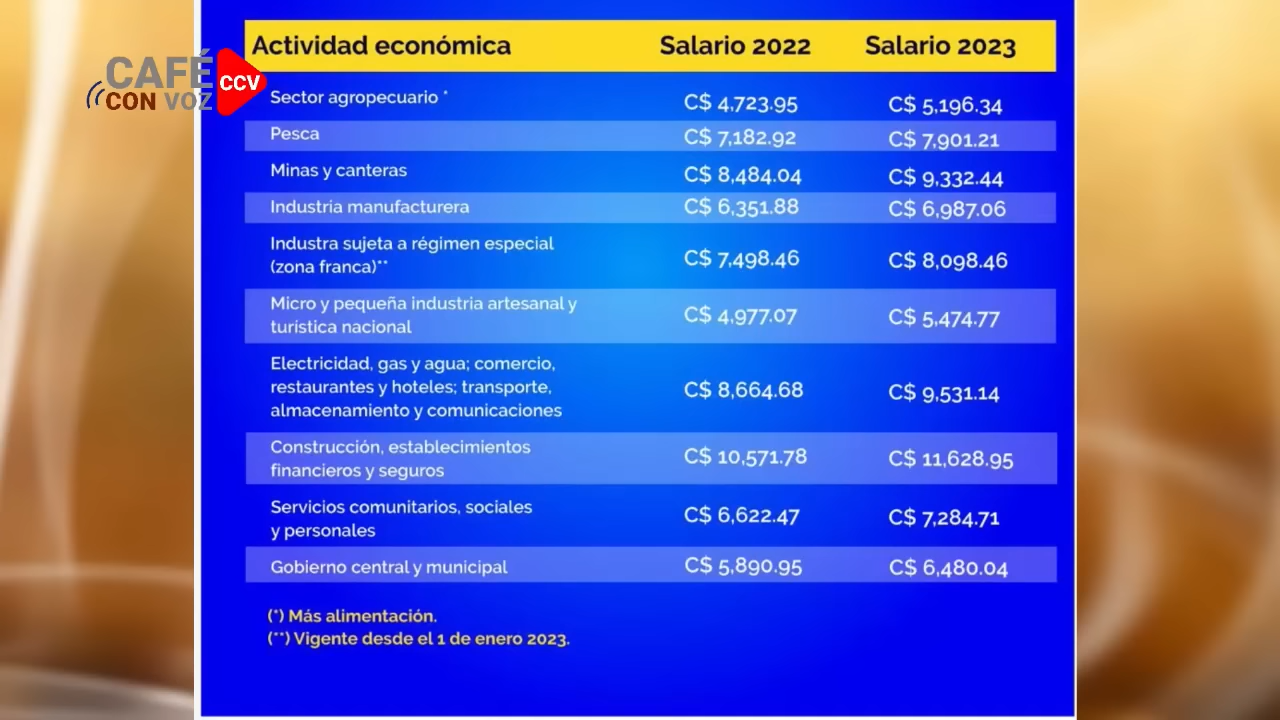 CAFÉ
CON VOZ
CCV
Actividad económica Salario 2022 Salario 2023
Sector agropecuario * C$ 4,723.95 C$ 5,196.34
Pesca C$ 7,182.92 C$ 7,901.21
Minas y canteras C$ 8,484.04 C$ 9,332.44
Industria manufacturera C$ 6,351.88 C$ 6,987.06
Industra sujeta a régimen especial
(zona franca)** C$ 7,498.46 C$ 8,098.46
Micro y pequeña industria artesanal y
turística nacional C$ 4,977.07 C$ 5,474.77
Electricidad, gas y agua; comercio,
restaurantes y hoteles; transporte, C$ 8,664.68 C$ 9,531.14
almacenamiento y comunicaciones
Construcción, establecimientos
financieros y seguros C$ 10,571.78 C$ 11,628.95
Servicios comunitarios, sociales
y personales C$ 6,622.47 C$ 7,284.71
Gobierno central y municipal C$ 5,890.95 C$ 6,480.04
(*) Más alimentación.
(**) Vigente desde el 1 de enero 2023.